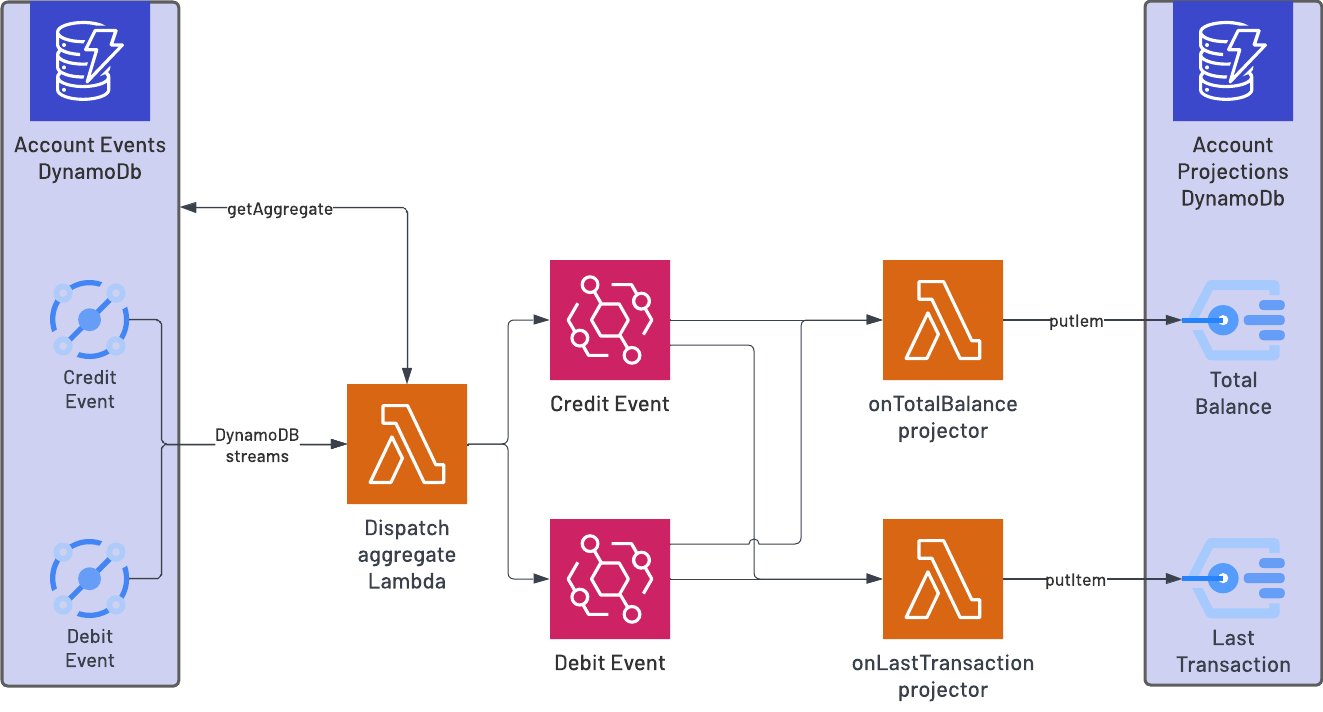 Account Events
DynamoDb
getAggregate
Credit
Event
DynamoDB
streams
Debit
Event
Dispatch
aggregate
Lambda
Credit Event
Debit Event
onTotalBalance
projector
onLastTransaction
projector
putIem
putItem
Account
Projections
DynamoDb
Total
Balance
Last
Transaction